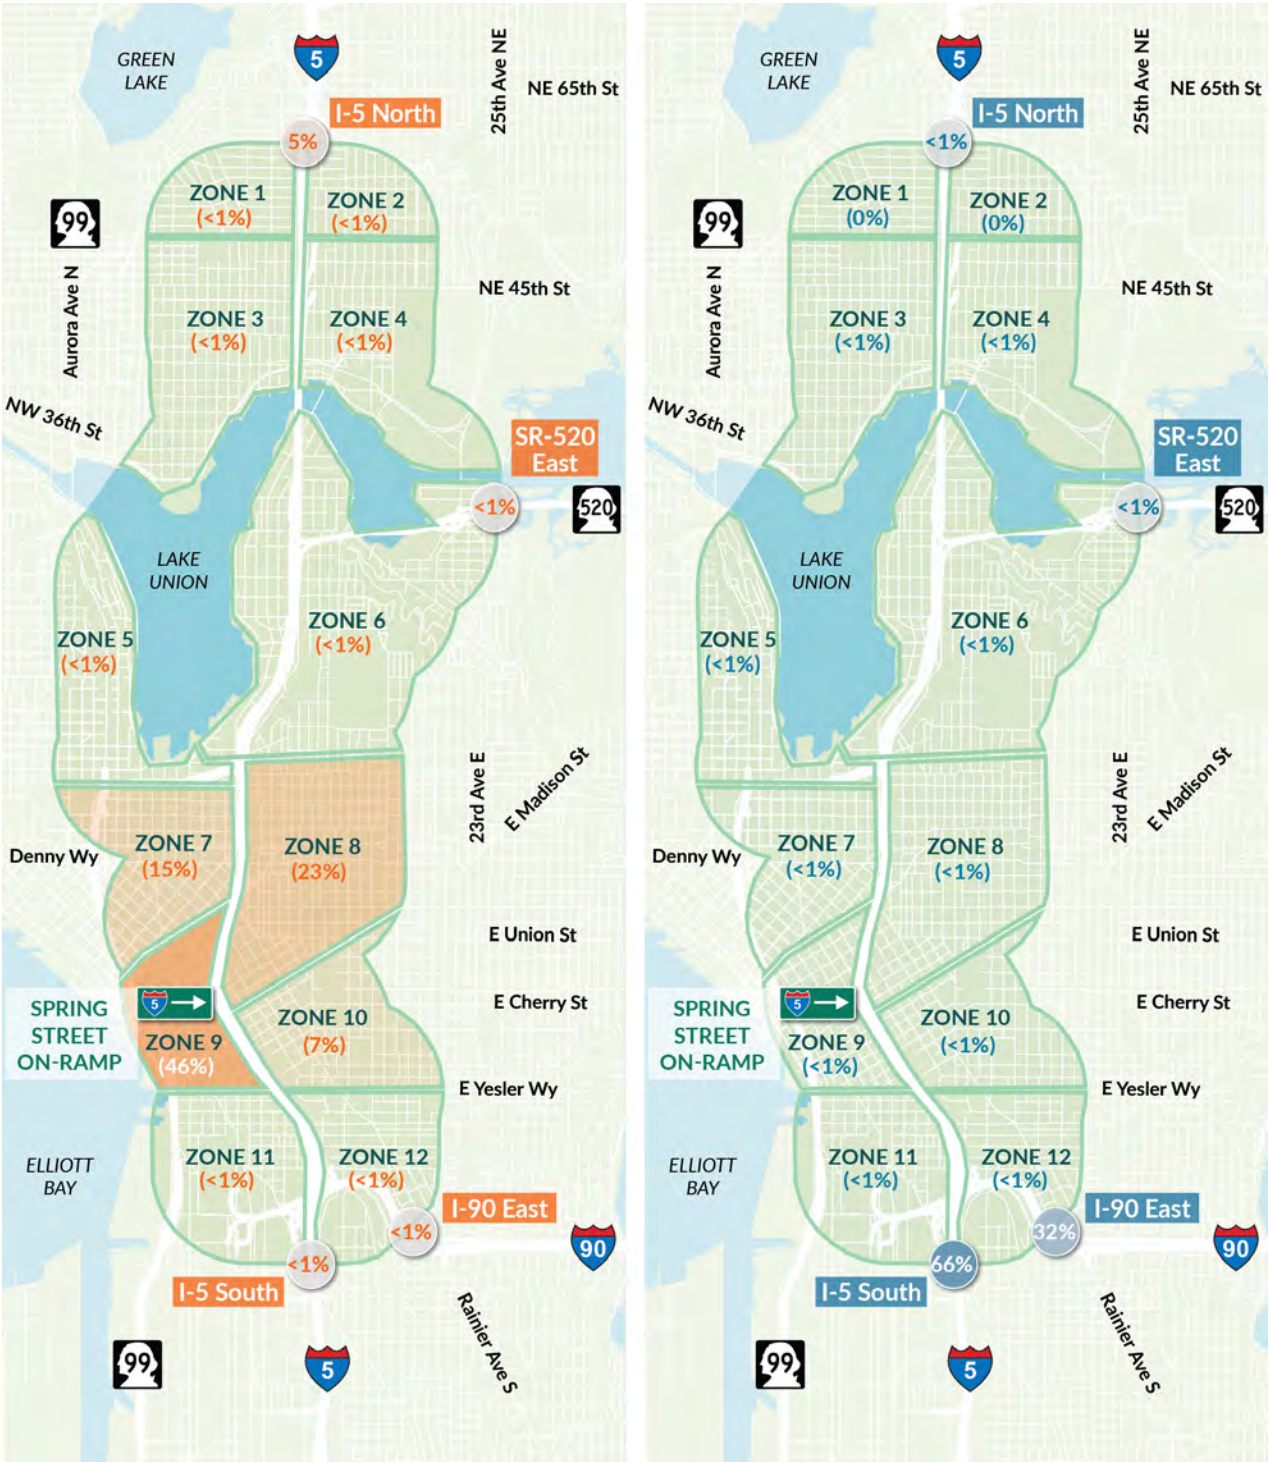 GREEN
LAKE
5
25th Ave NE
NE 65th St
I-5 North
5%
ZONE 1
(<1%)
ZONE 2
(<1%)
99
Aurora Ave N
NE 45th St
ZONE 3
(<1%)
ZONE 4
(<1%)
NW 36th St
SR-520
East
<1%
520
LAKE
UNION
ZONE 5
(<1%)
ZONE 6
(<1%)
23rd Ave E
E Madison St
Denny Wy
ZONE 7
(15%)
ZONE 8
(23%)
E Union St
E Cherry St
SPRING
STREET
ON-RAMP
5
ZONE 9
(46%)
ZONE 10
(7%)
E Yesler Wy
ELLIOTT
BAY
ZONE 11
(<1%)
ZONE 12
(<1%)
I-90 East
<1%
90
<1%
I-5 South
Rainier Ave S
99
5
GREEN
LAKE
5
25th Ave NE
NE 65th St
I-5 North
<1%
ZONE 1
(0%)
ZONE 2
(0%)
99
Aurora Ave N
NE 45th St
ZONE 3
(<1%)
ZONE 4
(<1%)
NW 36th St
SR-520
East
<1%
520
LAKE
UNION
ZONE 5
(<1%)
ZONE 6
(<1%)
23rd Ave E
E Madison St
Denny Wy
ZONE 7
(<1%)
ZONE 8
(<1%)
E Union St
E Cherry St
SPRING
STREET
ON-RAMP
5
ZONE 9
(<1%)
ZONE 10
(<1%)
E Yesler Wy
ELLIOTT
BAY
ZONE 11
(<1%)
ZONE 12
(<1%)
I-90 East
32%
90
66%
I-5 South
Rainier Ave S
99
5